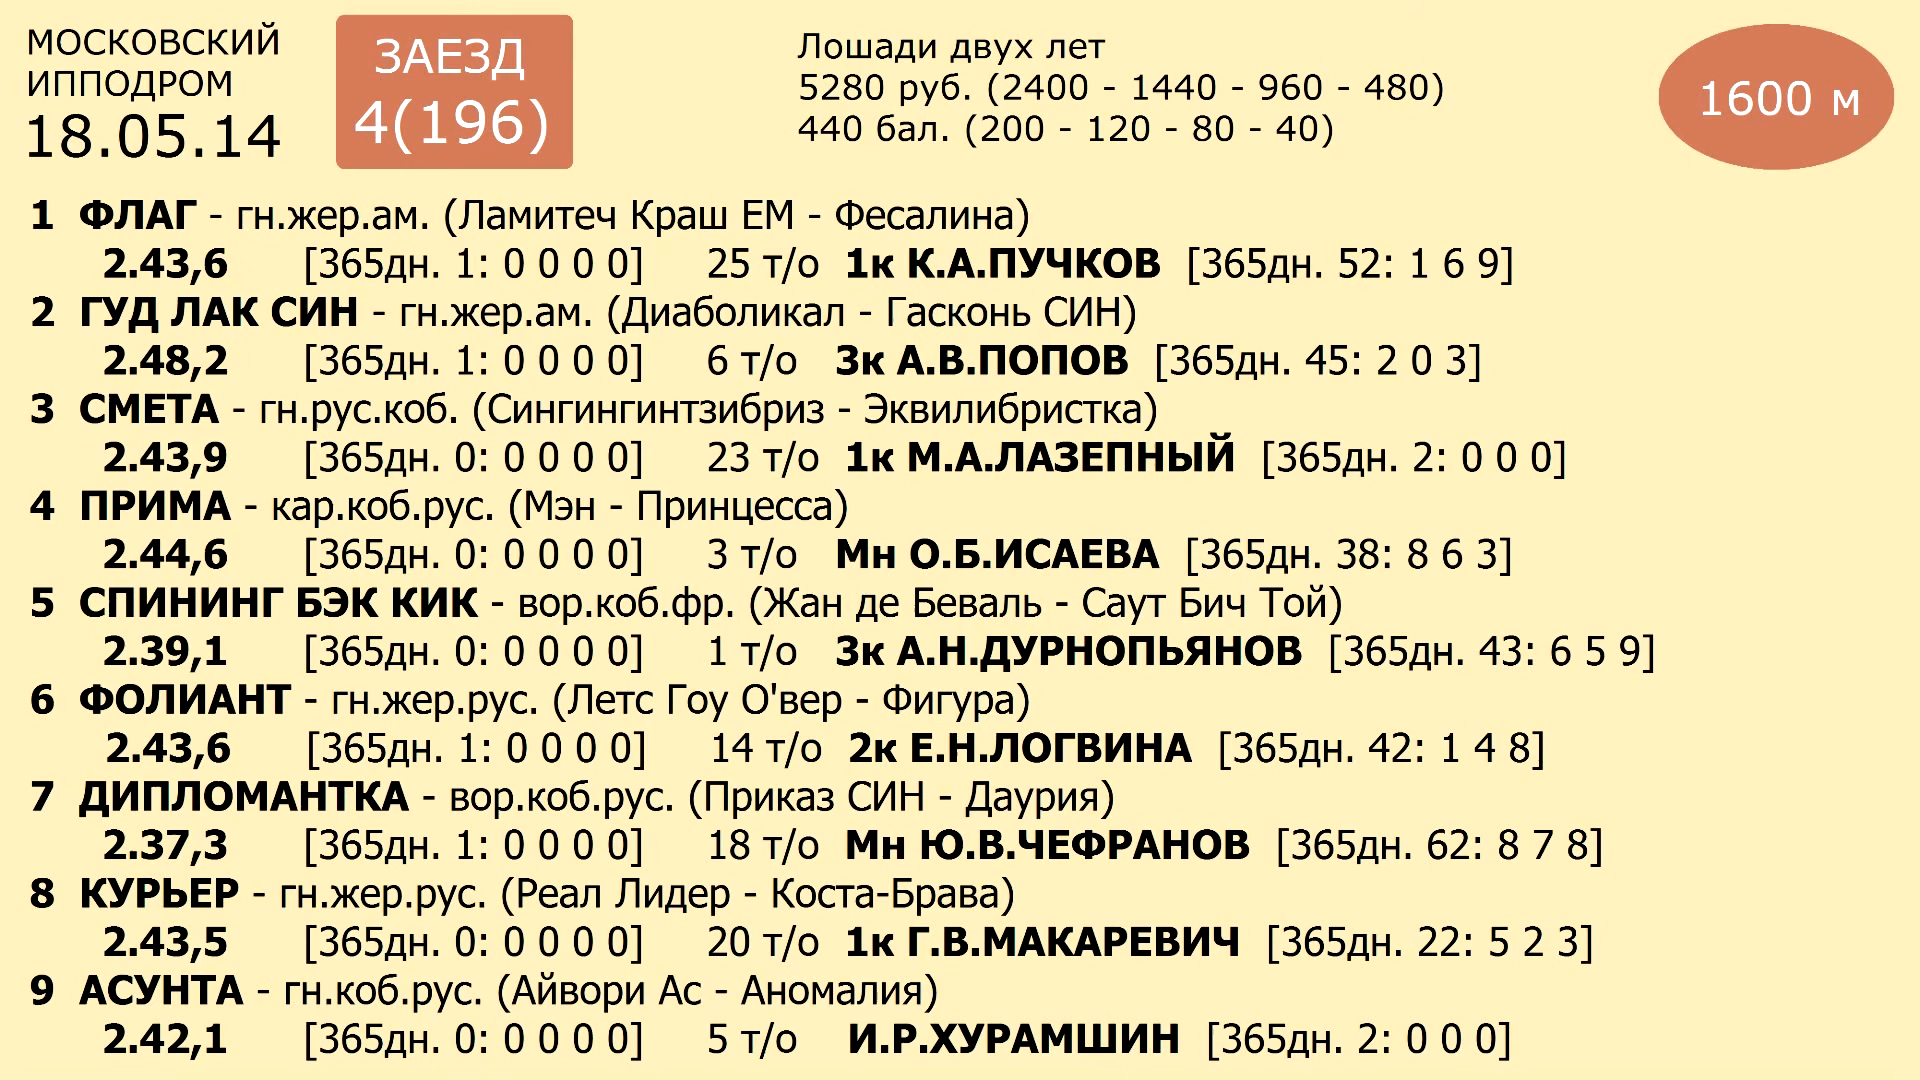 МОСКОВСКИЙ
ИППОДРОМ
18.05.14
ЗАЕЗД
4(196)
Лошади двух лет
5280 руб. (2400 - 1440 - 960 - 480)
440 бал. (200 - 120 - 80 - 40)
1600 м
1 ФЛАГ - гн.жер.ам. (Ламитеч Краш ЕМ - Фесалина)
2.43,6 [365дн. 1: 0 0 0 0] 25 т/о 1к К.А.ПУЧКОВ [365дн. 52: 1 6 9]
2 ГУД ЛАК СИН - гн.жер.ам. (Диаболикал - Гасконь СИН)
2.48,2 [365дн. 1: 0 0 0 0] 6 т/о 3к А.В.ПОПОВ [365дн. 45: 2 0 3]
3 СМЕТА - гн.рус.коб. (Сингингинтзибриз - Эквилибристка)
2.43,9 [365дн. 0: 0 0 0 0] 23 т/о 1к М.А.ЛАЗЕПНЫЙ [365дн. 2: 0 0 0]
4 ПРИМА - кар.коб.рус. (Мэн - Принцесса)
2.44,6 [365дн. 0: 0 0 0 0] 3 т/о Мн О.Б.ИСАЕВА [365дн. 38: 8 6 3]
5 СПИНИНГ БЭК КИК - вор.коб.фр. (Жан де Беваль - Саут Бич Той)
2.39,1 [365дн. 0: 0 0 0 0] 1 т/о 3к А.Н.ДУРНОПЬЯНОВ [365дн. 43: 6 5 9]
6 ФОЛИАНТ - гн.жер.рус. (Летс Гоу О'вер - Фигура)
2.43,6 [365дн. 1: 0 0 0 0] 14 т/о 2к Е.Н.ЛОГВИНА [365дн. 42: 1 4 8]
7 ДИПЛОМАНТКА - вор.коб.рус. (Приказ СИН - Даурия)
2.37,3 [365дн. 1: 0 0 0 0] 18 т/о Мн Ю.В.ЧЕФРАНОВ [365дн. 62: 8 7 8]
8 КУРЬЕР - гн.жер.рус. (Реал Лидер - Коста-Брава)
2.43,5 [365дн. 0: 0 0 0 0] 20 т/о 1к Г.В.МАКАРЕВИЧ [365дн. 22: 5 2 3]
9 АСУНТА - гн.коб.рус. (Айвори Ас - Аномалия)
2.42,1 [365дн. 0: 0 0 0 0] 5 т/о И.Р.ХУРАМШИН [365дн. 2: 0 0 0]